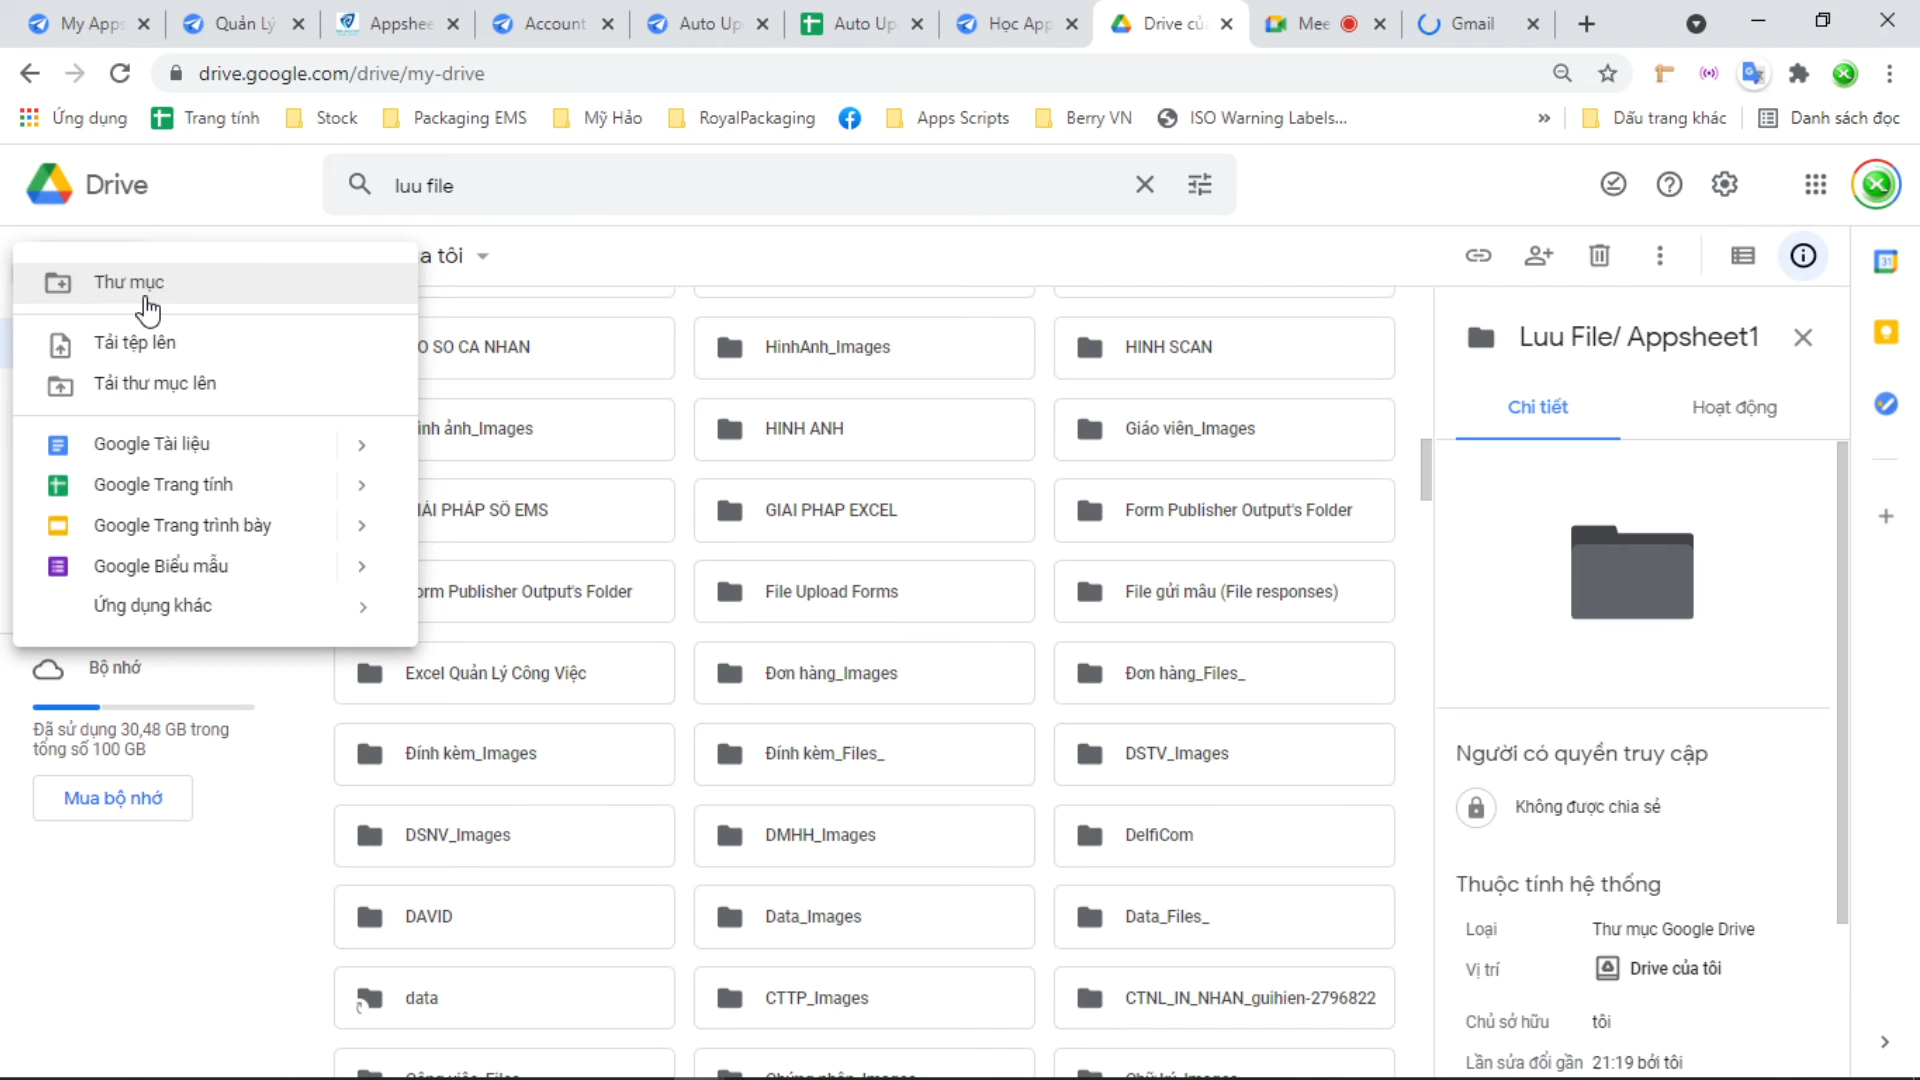 My Apps
Quản Lý
Appshee
Account
Auto Up
Auto Up
Học App
Drive củ
Mee
Gmail
drive.google.com/drive/my-drive
Ứng dụng
Trang tính
Stock
Packaging EMS
Mỹ Hảo
RoyalPackaging
Apps Scripts
Berry VN
ISO Warning Labels...
»
Dấu trang khác
Danh sách đọc
Drive
luu file
a tôi
Thư mục
Tải tệp lên
Tải thư mục lên
Google Tài liệu
Google Trang tính
Google Trang trình bày
Google Biểu mẫu
Ứng dụng khác
Bộ nhớ
Đã sử dụng 30,48 GB trong
tổng số 100 GB
Mua bộ nhớ
O SO CA NHAN
HinhAnh_Images
HINH SCAN
ình ảnh_Images
HINH ANH
Giáo viên_Images
IẢI PHÁP SỐ EMS
GIAI PHAP EXCEL
Form Publisher Output's Folder
orm Publisher Output's Folder
File Upload Forms
File gửi mẫu (File responses)
Excel Quản Lý Công Việc
Đơn hàng_Images
Đơn hàng_Files_
Đính kèm_Images
Đính kèm_Files_
DSTV_Images
DSNV_Images
DMHH_Images
DelfiCom
DAVID
Data_Images
Data_Files_
data
CTTP_Images
CTNL_IN_NHAN_guihien-2796822
Luu File/ Appsheet1
Chi tiết
Hoạt động
Người có quyền truy cập
Không được chia sẻ
Thuộc tính hệ thống
Loại
Thư mục Google Drive
Vị trí
Drive của tôi
Chủ sở hữu
tôi
Lần sửa đổi gần
21:19 bởi tôi
31